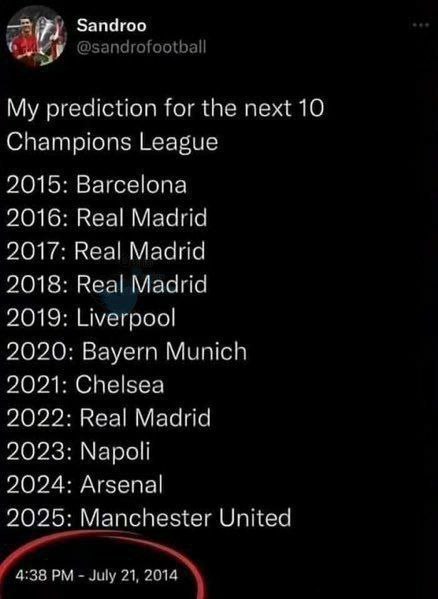 Sandroo
@sandrofootball
My prediction for the next 10
Champions League
2015: Barcelona
2016: Real Madrid
2017: Real Madrid
2018: Real Madrid
2019: Liverpool
2020: Bayern Munich
2021: Chelsea
2022: Real Madrid
2023: Napoli
2024: Arsenal
2025: Manchester United
4:38 PM - July 21, 2014